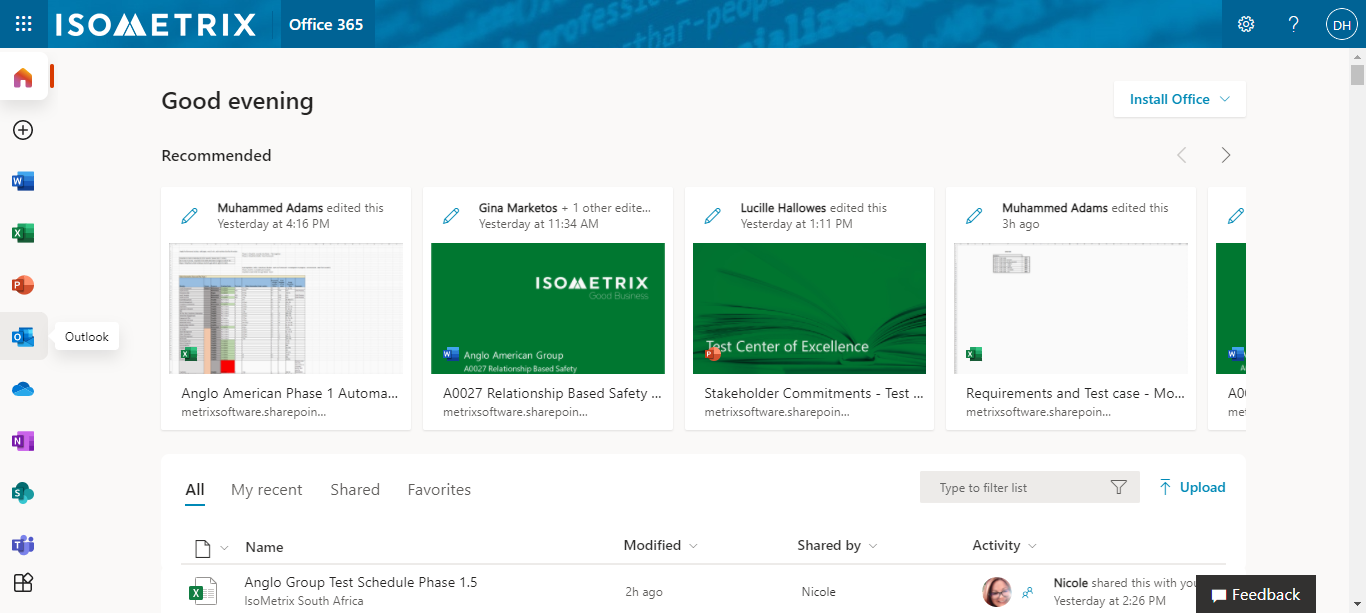 ISOMETRIX
Office 365
DH
Good evening
Install Office
Recommended
Muhammed Adams edited this
Yesterday at 4:16 PM
Anglo American Phase 1 Automa...
metrixsoftware.sharepoin...
Gina Marketos + 1 other edite...
Yesterday at 11:34 AM
ISOMETRIX
Good Business
Anglo American Group
A0027 Relationship Based Safety
A0027 Relationship Based Safety ...
metrixsoftware.sharepoin...
Lucille Hallowes edited this
Yesterday at 1:11 PM
Test Center of Excellence
Stakeholder Commitments - Test ...
metrixsoftware.sharepoin...
Muhammed Adams edited this
3h ago
Requirements and Test case - Mo...
metrixsoftware.sharepoin...
Outlook
All
My recent
Shared
Favorites
Type to filter list
Upload
Name
Modified
Shared by
Activity
Anglo Group Test Schedule Phase 1.5
IsoMetrix South Africa
2h ago
Nicole
Nicole shared this with you
Yesterday at 2:26 PM
Feedback